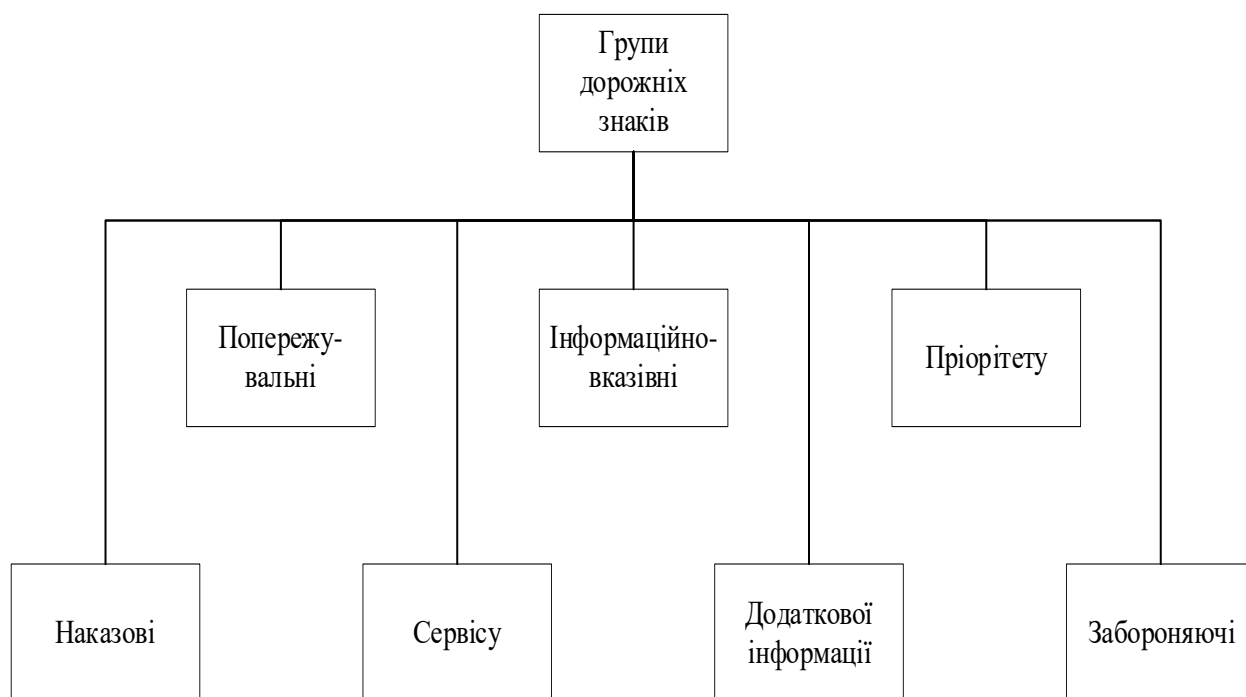 Групи
дорожніх
знаків
Попережу-
вальні
Інформаційно-
вказівні
Пріорітету
Наказові
Сервісу
Додаткової
інформації
Забороняючі